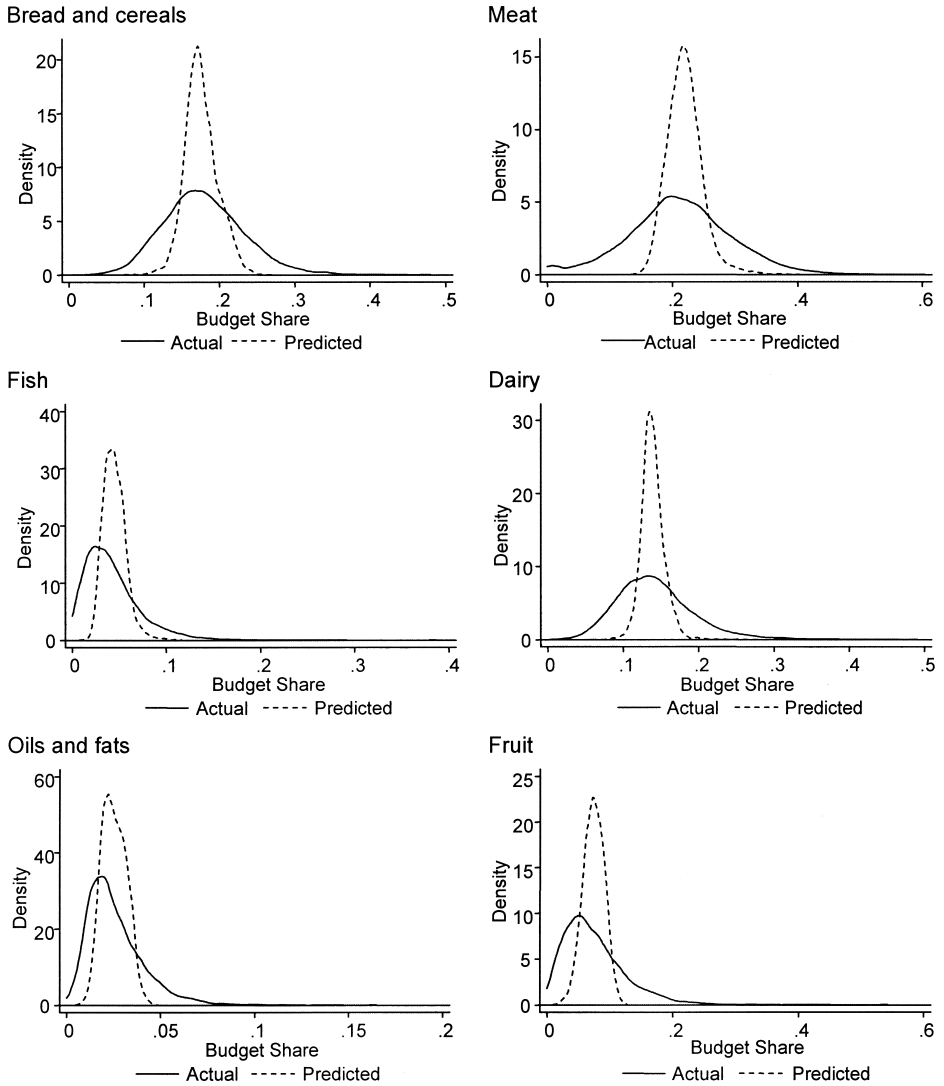 Bread and cereals
Density
20
15
10
5
0
0 .1 .2 .3 .4 .5
Budget Share
Actual Predicted
Meat
Density
15
10
5
0
0 .2 .4 .6
Budget Share
Actual Predicted
Fish
Density
40
30
20
10
0
0 .1 .2 .3 .4
Budget Share
Actual Predicted
Dairy
Density
30
20
10
0
0 .1 .2 .3 .4 .5
Budget Share
Actual Predicted
Oils and fats
Density
60
40
20
0
0 .05 .1 .15 .2
Budget Share
Actual Predicted
Fruit
Density
25
20
15
10
5
0
0 .2 .4 .6
Budget Share
Actual Predicted